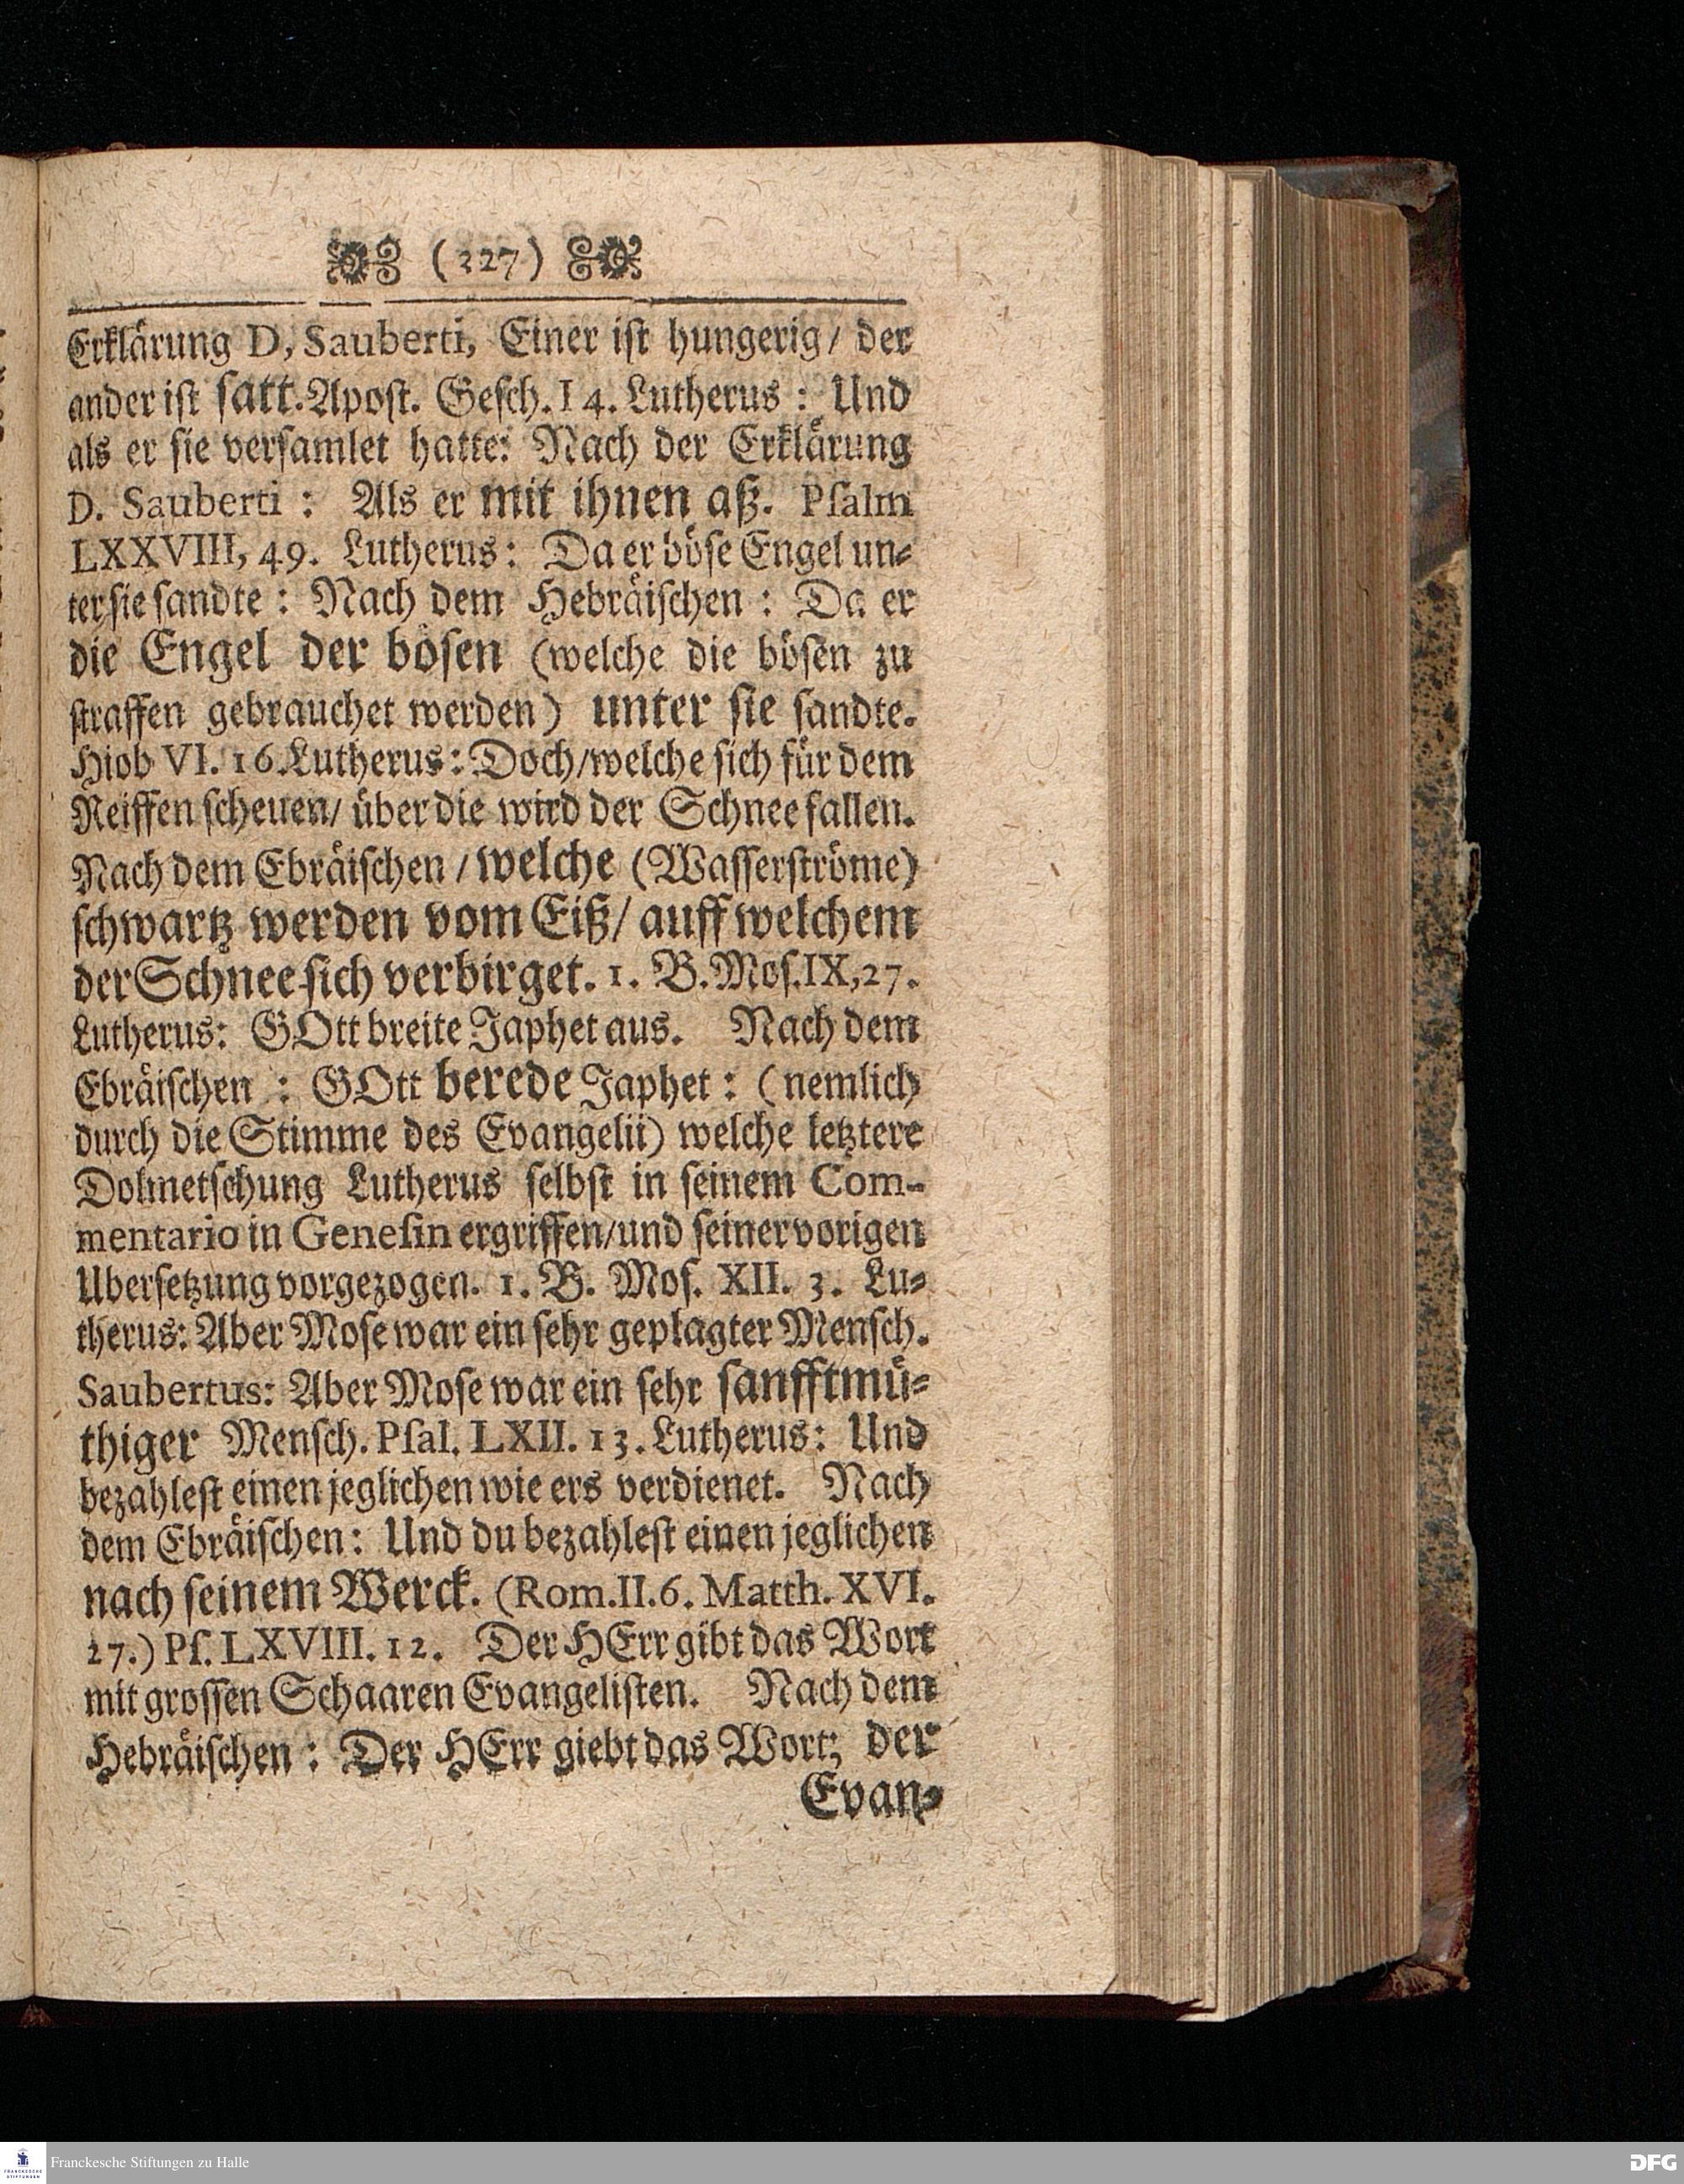 (327)
Erklärung D, Sauberti, Einer ist hungerig / der
ander ist satt. Apost. Gesch. I 4. Lutherus : Und
als er sie versamlet hatte: Nach der Erklärung
D. Sauberti : Als er mit ihnen aß. Psalm
LXXVIII, 49. Lutherus : Da er böse Engel un-
ter sie sandte : Nach dem Hebräischen : Da er
die Engel der bösen (welche die bösen zu
straffen gebrauchet werden) unter sie sandte.
Hiob VI. 16. Lutherus : Doch/welche sich für dem
Reiffen scheuen/ über die wird der Schnee fallen.
Nach dem Ebräischen / welche (Wasserströme)
schwartz werden vom Eiß/ auff welchem
der Schnee sich verbirget. 1. B. Mos. IX,27.
Lutherus: GOtt breite Japhet aus. Nach dem
Ebräischen : GOtt berede Japhet : (nemlich
durch die Stimme des Evangelii) welche letztere
Dolmetschung Lutherus selbst in seinem Com-
mentario in Genesin ergriffen/und seiner vorigen
Ubersetzung vorgezogen. 1. B. Mos. XII. 3. Lu-
therus: Aber Mose war ein sehr geplagter Mensch.
Saubertus: Aber Mose war ein sehr sanfftmü-
thiger Mensch. Psal. LXII. 13. Lutherus: Und
bezahlest einen jeglichen wie ers verdienet. Nach
dem Ebräischen: Und du bezahlest einen jeglichen
nach seinem Werck. (Rom. II. 6. Matth. XVI.
27.) Ps. LXVIII. 12. Der HErr gibt das Wort
mit grossen Schaaren Evangelisten. Nach dem
Hebräischen : Der HErr giebt das Wort; der
Evan-
FRANCKESCHE STIFTUNGEN
Franckesche Stiftungen zu Halle
DFG